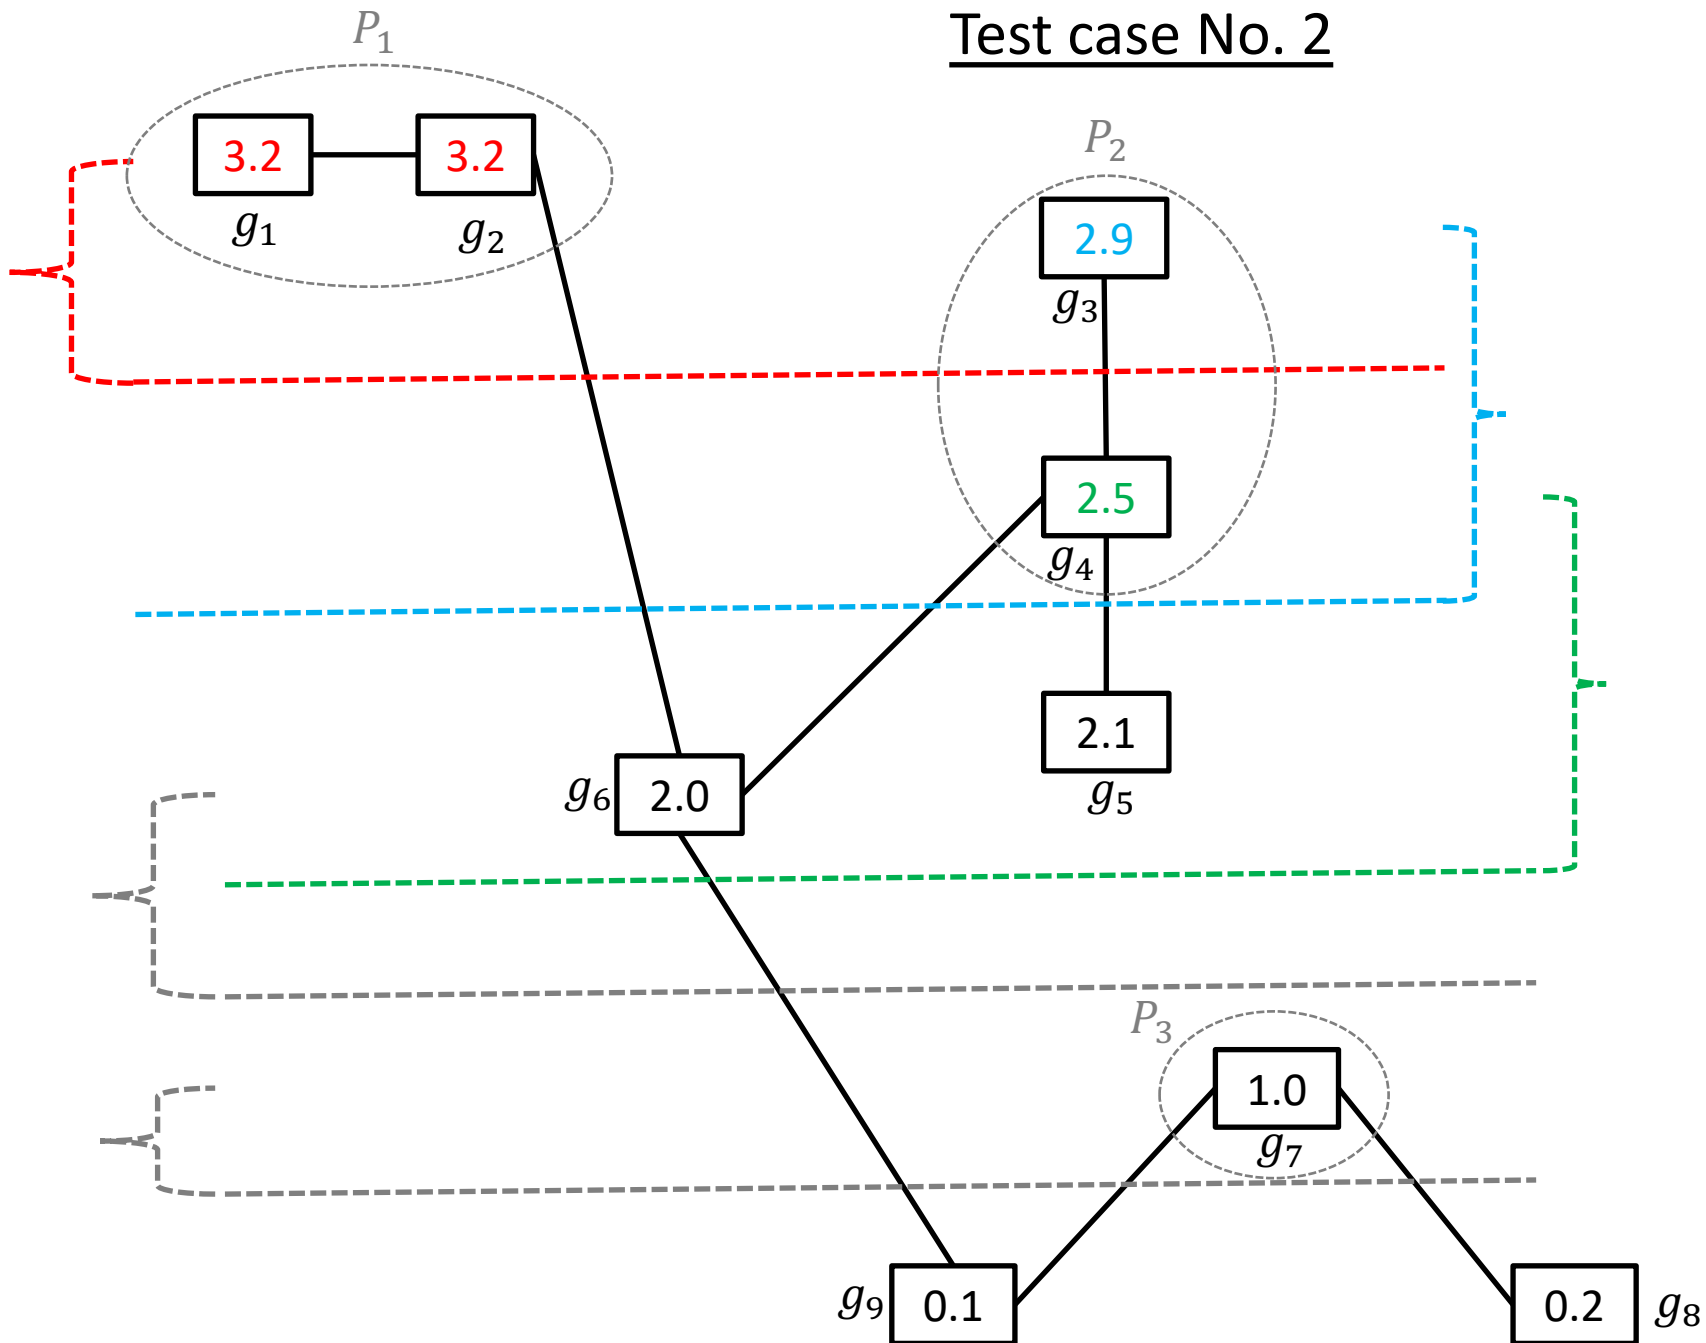 Test case No. 2
P₁
3.2
3.2
g₁
g₂
P₂
2.9
g₃
2.5
g₄
2.1
g₅
g₆
2.0
P₃
1.0
g₇
g₉
0.1
0.2
g₈